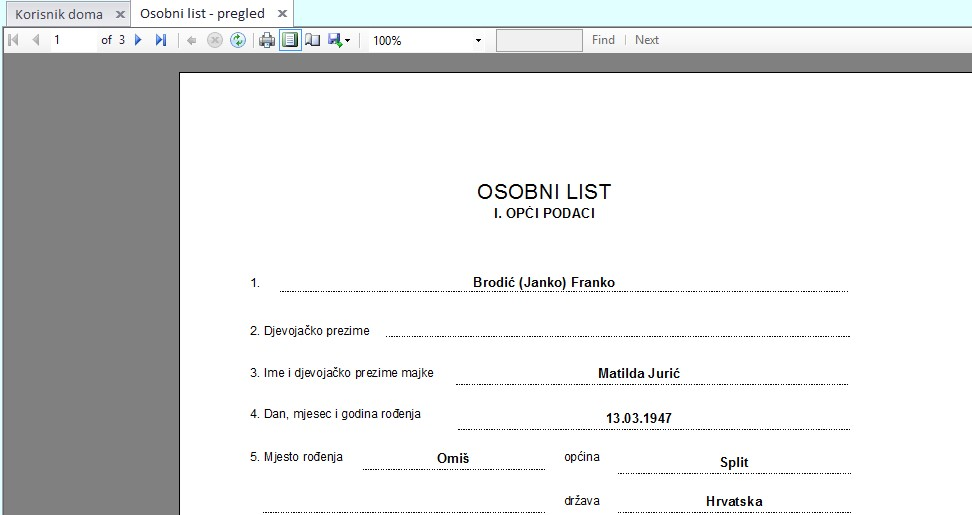 Korisnik doma
Osobni list - pregled
1 of 3 100% Find Next
OSOBNI LIST
I. OPĆI PODACI
1. Brodić (Janko) Franko
2. Djevojačko prezime
3. Ime i djevojačko prezime majke Matilda Jurić
4. Dan, mjesec i godina rođenja 13.03.1947
5. Mjesto rođenja Omiš općina Split
država Hrvatska